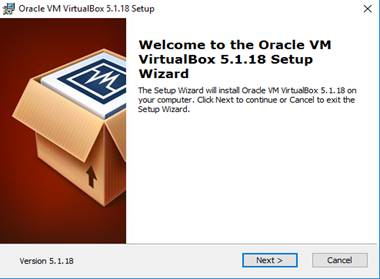 Oracle VM VirtualBox 5.1.18 Setup
Welcome to the Oracle VM
VirtualBox 5.1.18 Setup
Wizard
The Setup Wizard will install Oracle VM VirtualBox 5.1.18 on
your computer. Click Next to continue or Cancel to exit the
Setup Wizard.
Version 5.1.18
Next >
Cancel